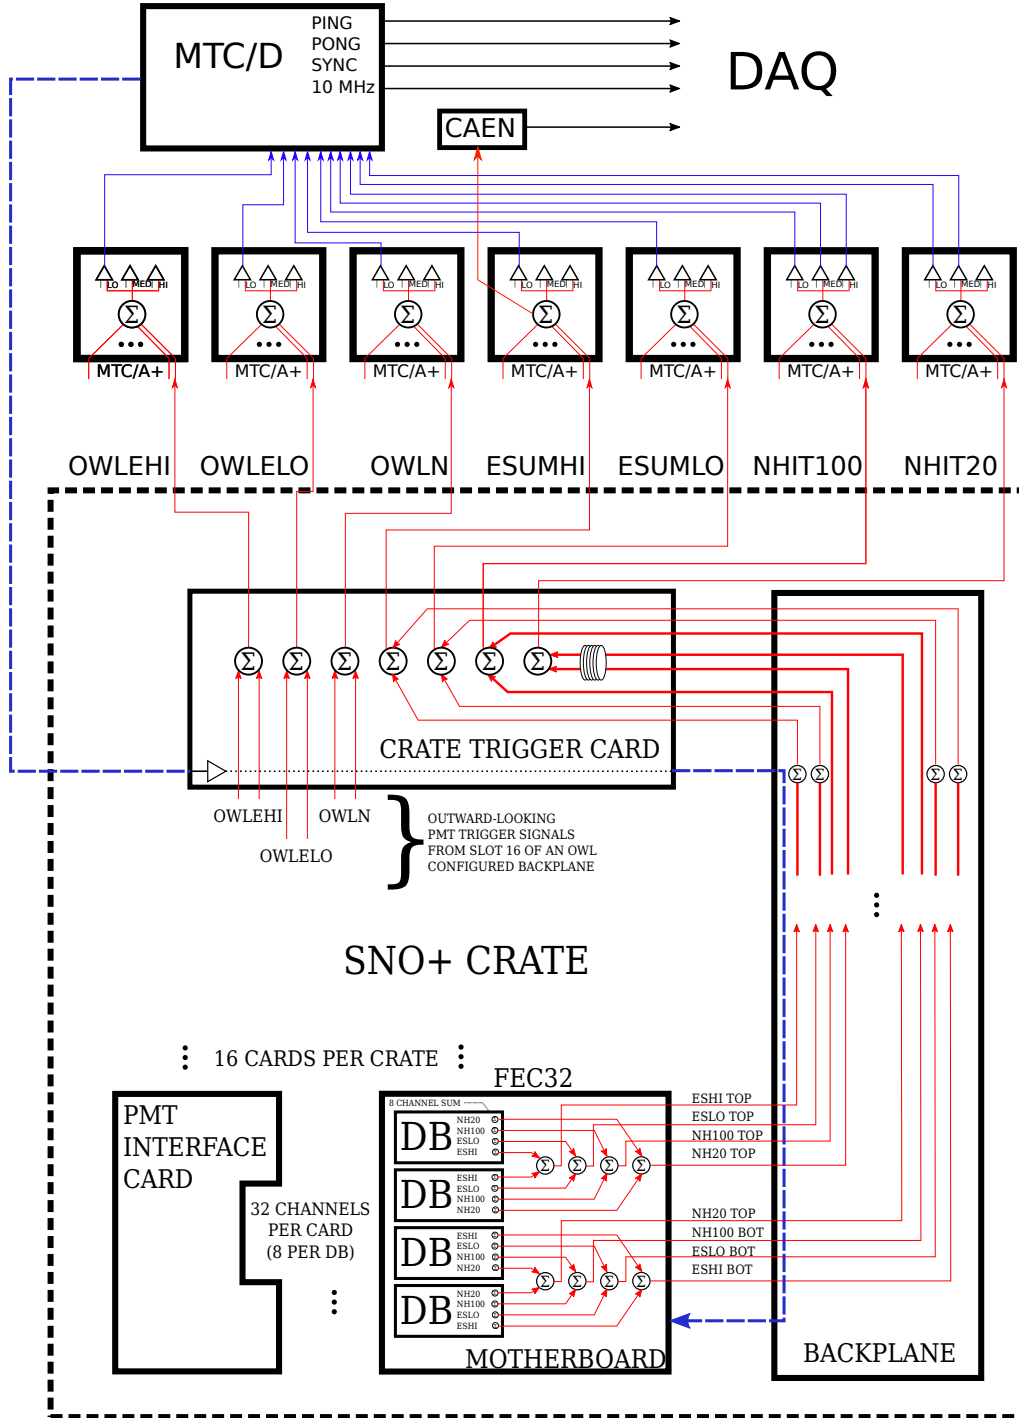 PING
PONG
SYNC
10 MHz
MTC/D
DAQ
CAEN
LO MED HI
LO MED HI
LO MED HI
LO MED HI
LO MED HI
LO MED HI
LO MED HI
Σ Σ Σ Σ Σ Σ Σ
MTC/A+ MTC/A+ MTC/A+ MTC/A+ MTC/A+ MTC/A+ MTC/A+
OWLEHI OWLELO OWLN ESUMHI ESUMLO NHIT100 NHIT20
Σ Σ Σ Σ Σ Σ Σ
CRATE TRIGGER CARD
Σ Σ Σ Σ
OWLEHI OWLN
OWLELO
OUTWARD-LOOKING
PMT TRIGGER SIGNALS
FROM SLOT 16 OF AN OWL
CONFIGURED BACKPLANE
SNO+ CRATE
16 CARDS PER CRATE
PMT
INTERFACE
CARD
32 CHANNELS
PER CARD
(8 PER DB)
FEC32
8 CHANNEL SUM
DB
NH20 Σ
NH100 Σ
ESLO Σ
ESHI Σ
DB
ESHI Σ
ESLO Σ
NH100 Σ
NH20 Σ
Σ Σ Σ Σ
DB
ESHI Σ
ESLO Σ
NH100 Σ
NH20 Σ
DB
NH20 Σ
NH100 Σ
ESLO Σ
ESHI Σ
Σ Σ Σ Σ
MOTHERBOARD
ESHI TOP
ESLO TOP
NH100 TOP
NH20 TOP
NH20 TOP
NH100 BOT
ESLO BOT
ESHI BOT
BACKPLANE